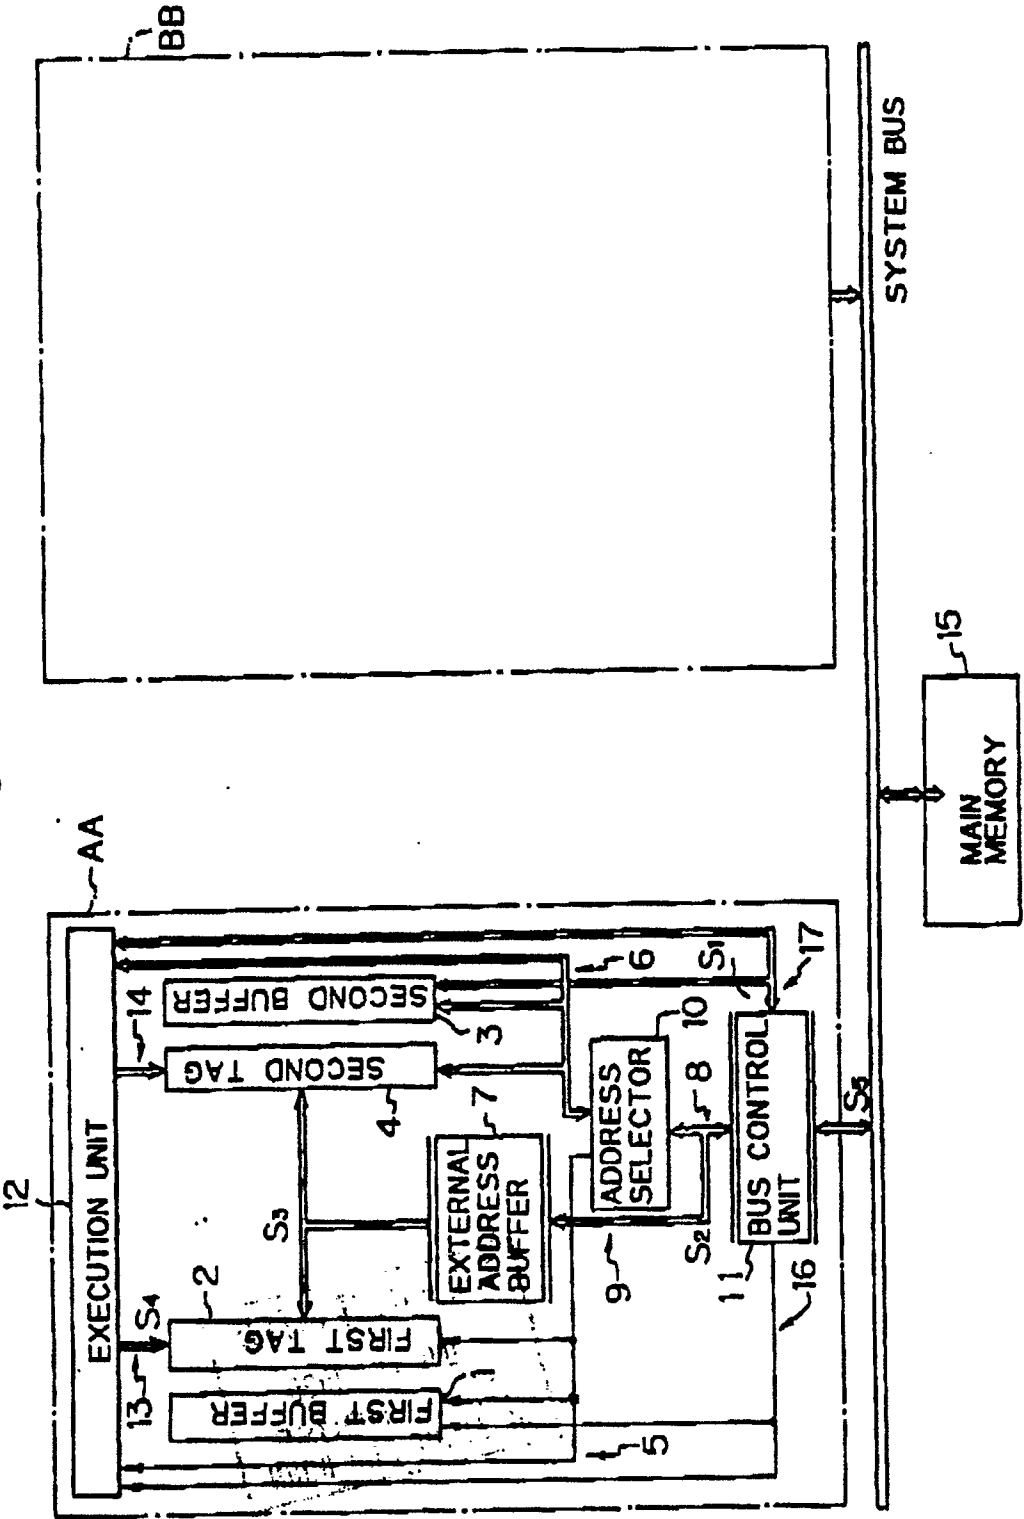 12
EXECUTION UNIT
AA
BB
13
S4
14
FIRST BUFFER
1
FIRST TAG
2
S3
SECOND TAG
4
SECOND BUFFER
3
EXTERNAL
ADDRESS
BUFFER
7
5
6
9
S2
ADDRESS
SELECTOR
10
8
S1
11
BUS CONTROL
UNIT
16
17
S5
SYSTEM BUS
MAIN
MEMORY
15